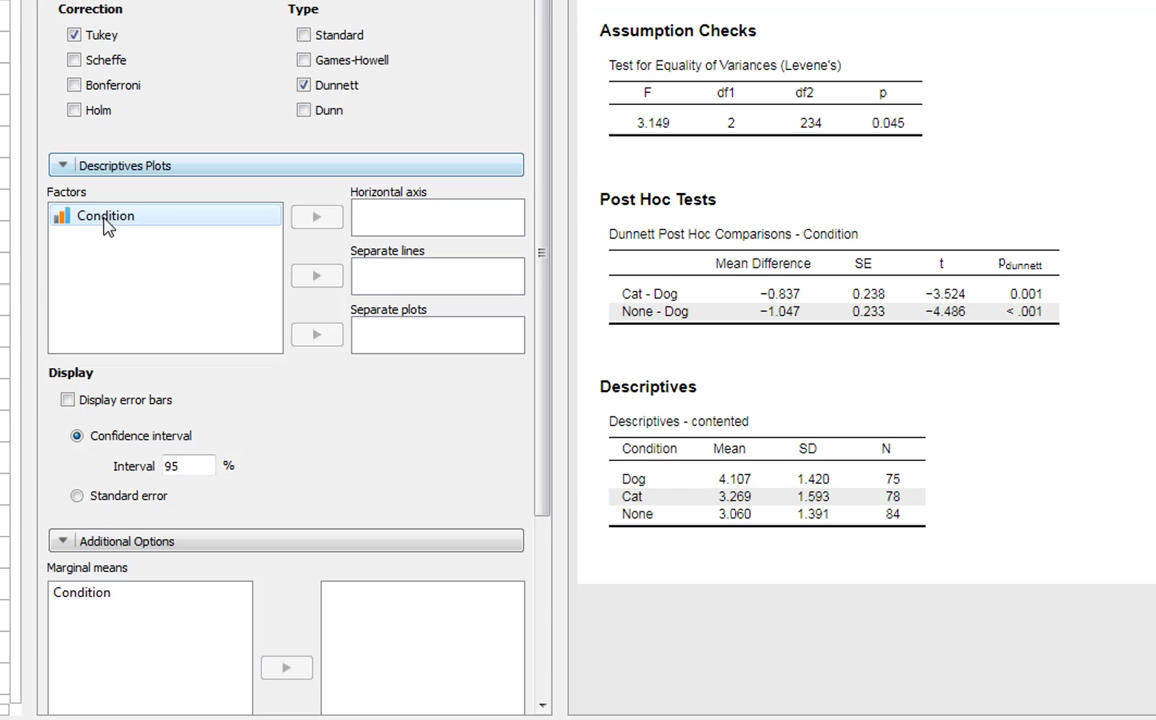 Correction Type
Tukey Standard
Scheffe Games-Howell
Bonferroni Dunnett
Holm Dunn
Descriptives Plots
Factors Horizontal axis
Condition
Separate lines
Separate plots
Display
Display error bars
Confidence interval
Interval 95 %
Standard error
Additional Options
Marginal means
Condition
Assumption Checks
Test for Equality of Variances (Levene's)
F df1 df2 p
3.149 2 234 0.045
Post Hoc Tests
Dunnett Post Hoc Comparisons - Condition
Mean Difference SE t pdunnett
Cat - Dog −0.837 0.238 −3.524 0.001
None - Dog −1.047 0.233 −4.486 < .001
Descriptives
Descriptives - contented
Condition Mean SD N
Dog 4.107 1.420 75
Cat 3.269 1.593 78
None 3.060 1.391 84